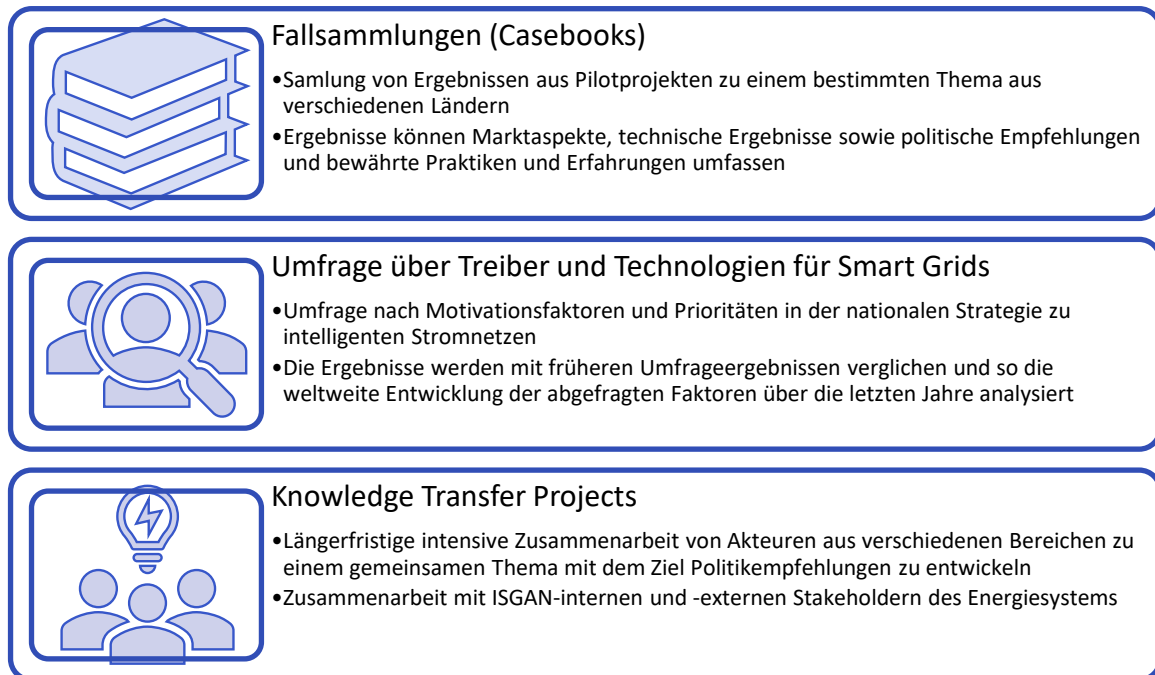 Fallsammlungen (Casebooks)
•Samlung von Ergebnissen aus Pilotprojekten zu einem bestimmten Thema aus
verschiedenen Ländern
•Ergebnisse können Marktaspekte, technische Ergebnisse sowie politische Empfehlungen
und bewährte Praktiken und Erfahrungen umfassen
Umfrage über Treiber und Technologien für Smart Grids
•Umfrage nach Motivationsfaktoren und Prioritäten in der nationalen Strategie zu
intelligenten Stromnetzen
•Die Ergebnisse werden mit früheren Umfrageergebnissen verglichen und so die
weltweite Entwicklung der abgefragten Faktoren über die letzten Jahre analysiert
Knowledge Transfer Projects
•Längerfristige intensive Zusammenarbeit von Akteuren aus verschiedenen Bereichen zu
einem gemeinsamen Thema mit dem Ziel Politikempfehlungen zu entwickeln
•Zusammenarbeit mit ISGAN-internen und -externen Stakeholdern des Energiesystems